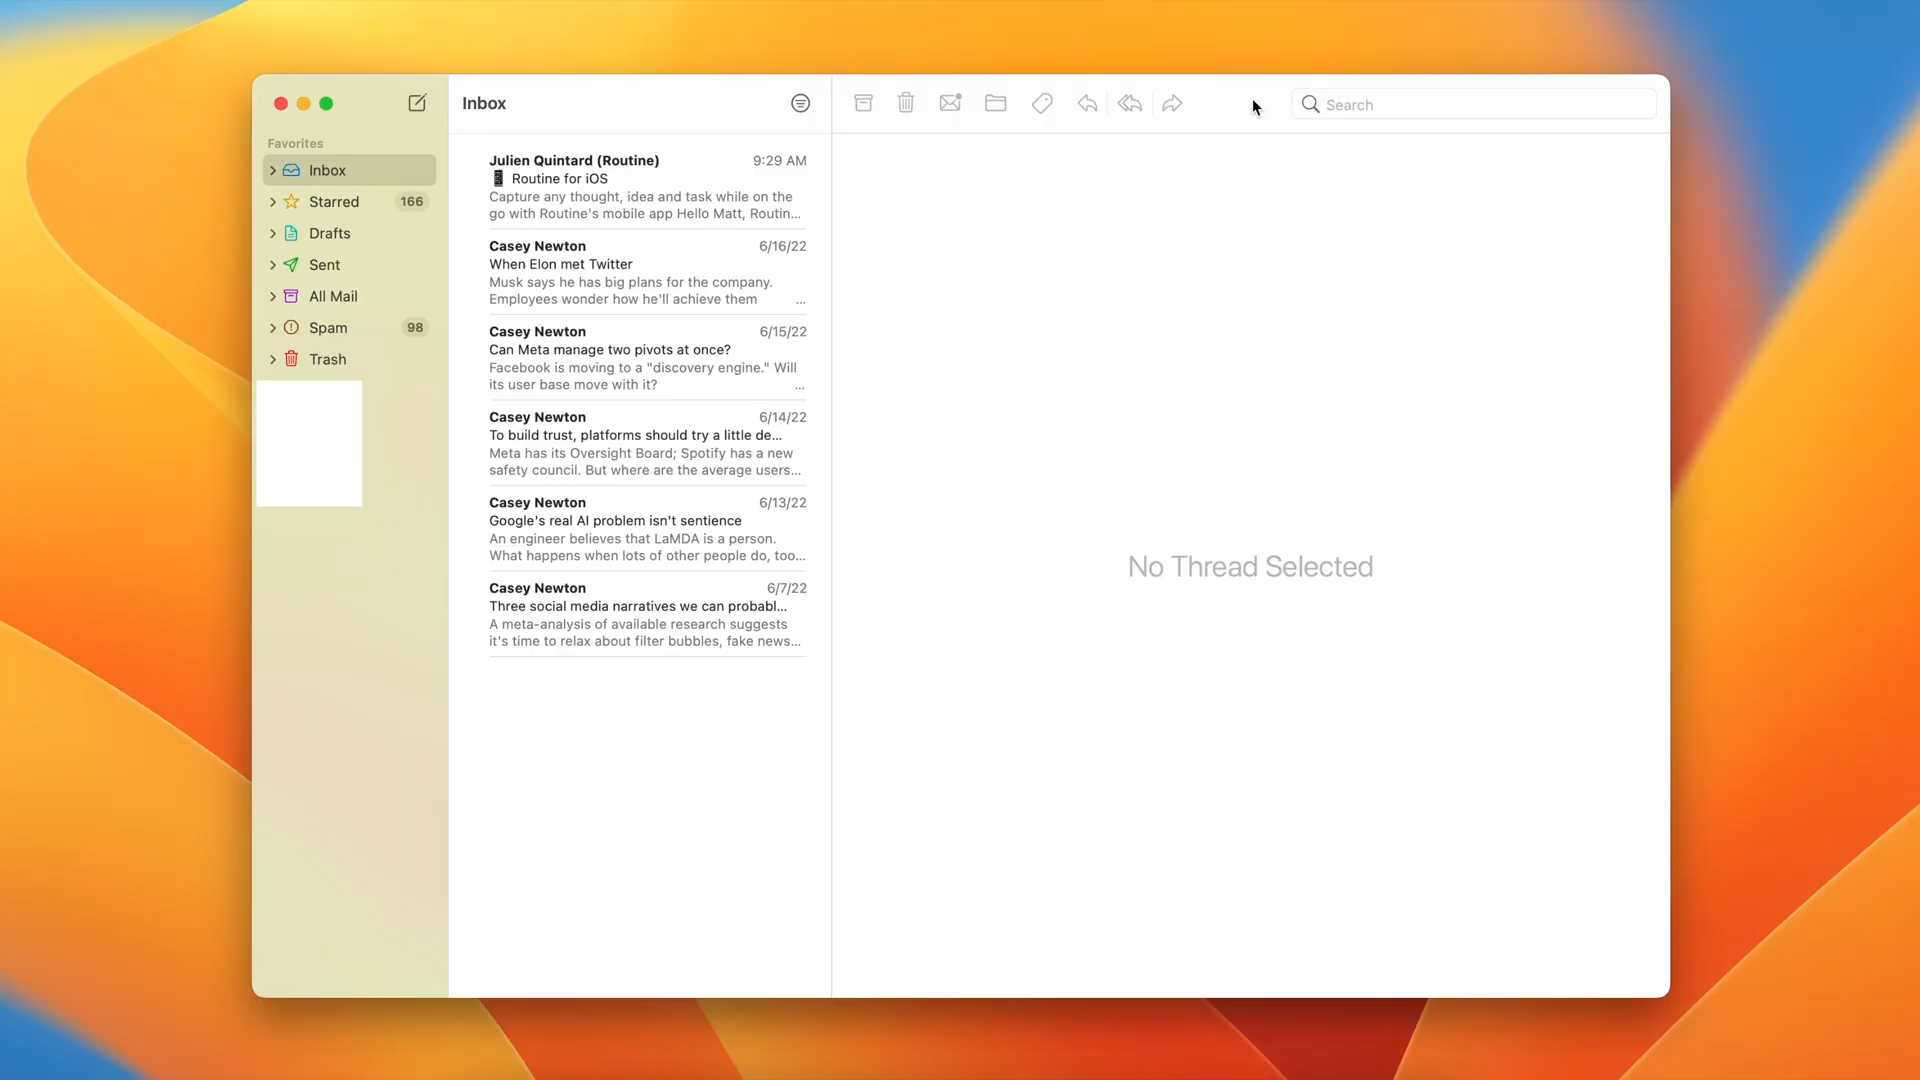 Favorites
Inbox
Starred 166
Drafts
Sent
All Mail
Spam 98
Trash
Inbox
Julien Quintard (Routine) 9:29 AM
📱 Routine for iOS
Capture any thought, idea and task while on the
go with Routine's mobile app Hello Matt, Routin...
Casey Newton 6/16/22
When Elon met Twitter
Musk says he has big plans for the company.
Employees wonder how he'll achieve them ...
Casey Newton 6/15/22
Can Meta manage two pivots at once?
Facebook is moving to a "discovery engine." Will
its user base move with it? ...
Casey Newton 6/14/22
To build trust, platforms should try a little de...
Meta has its Oversight Board; Spotify has a new
safety council. But where are the average users...
Casey Newton 6/13/22
Google's real AI problem isn't sentience
An engineer believes that LaMDA is a person.
What happens when lots of other people do, too...
Casey Newton 6/7/22
Three social media narratives we can probabl...
A meta-analysis of available research suggests
it's time to relax about filter bubbles, fake news...
Search
No Thread Selected